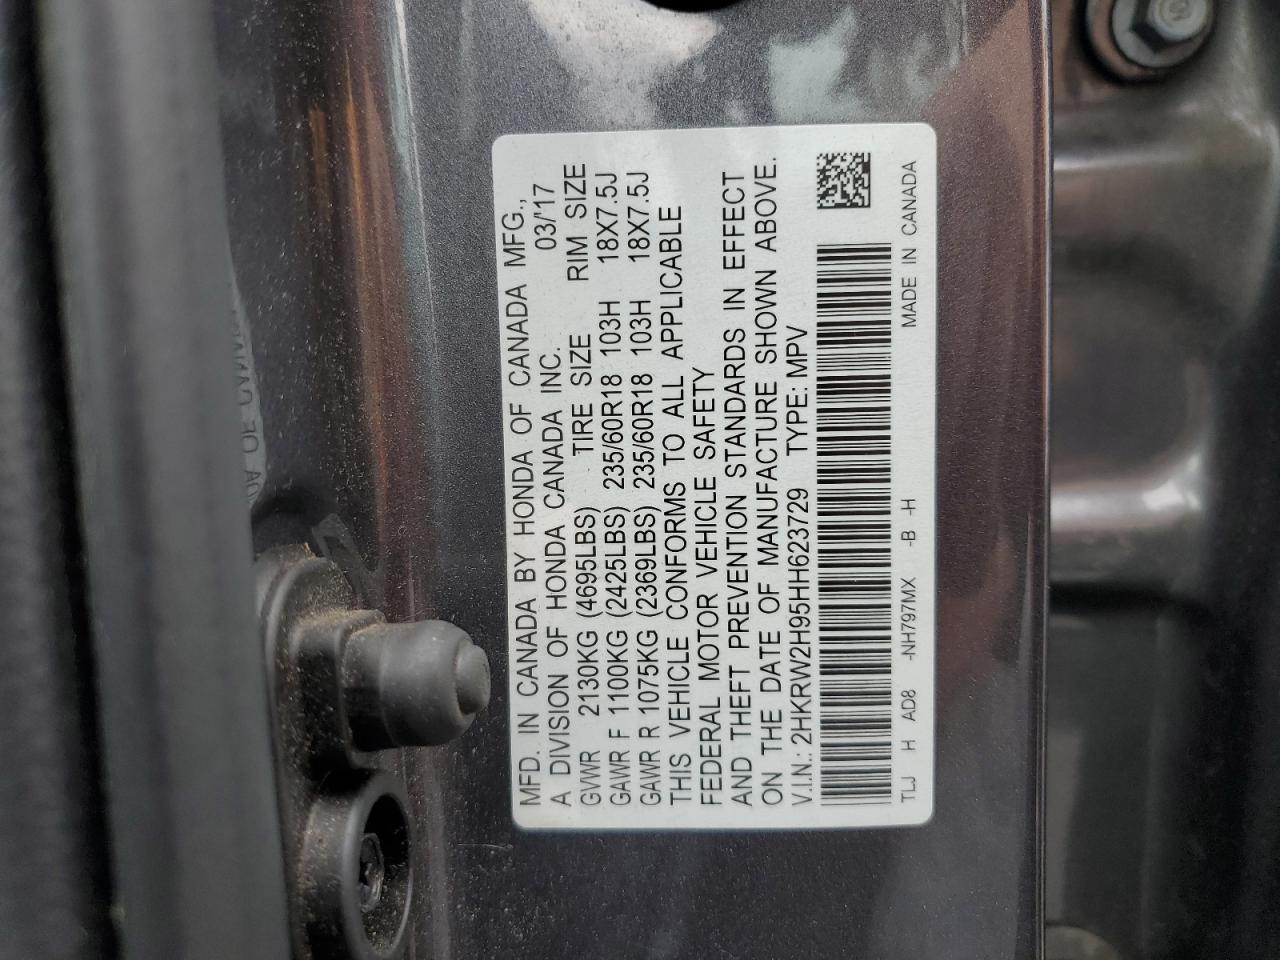 MFD. IN CANADA BY HONDA OF CANADA MFG.,
A DIVISION OF HONDA CANADA INC. 03/'17
GVWR 2130KG (4695LBS) TIRE SIZE RIM SIZE
GAWR F 1100KG (2425LBS) 235/60R18 103H 18X7.5J
GAWR R 1075KG (2369LBS) 235/60R18 103H 18X7.5J
THIS VEHICLE CONFORMS TO ALL APPLICABLE
FEDERAL MOTOR VEHICLE SAFETY
AND THEFT PREVENTION STANDARDS IN EFFECT
ON THE DATE OF MANUFACTURE SHOWN ABOVE.
V.I.N.: 2HKRW2H95HH623729 TYPE: MPV
TLJ H AD8 -NH797MX -B -H MADE IN CANADA